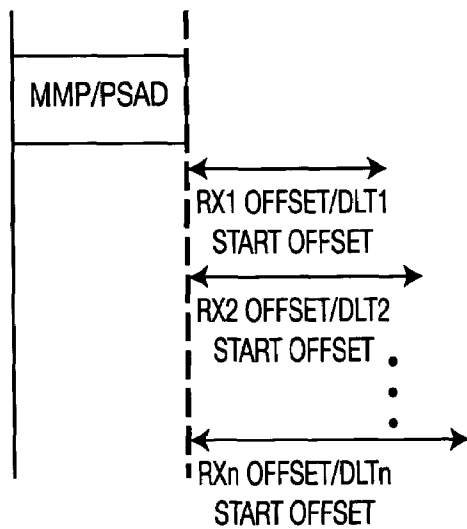 MMP/PSAD
RX1 OFFSET/DLT1
START OFFSET
RX2 OFFSET/DLT2
START OFFSET
RXn OFFSET/DLTn
START OFFSET